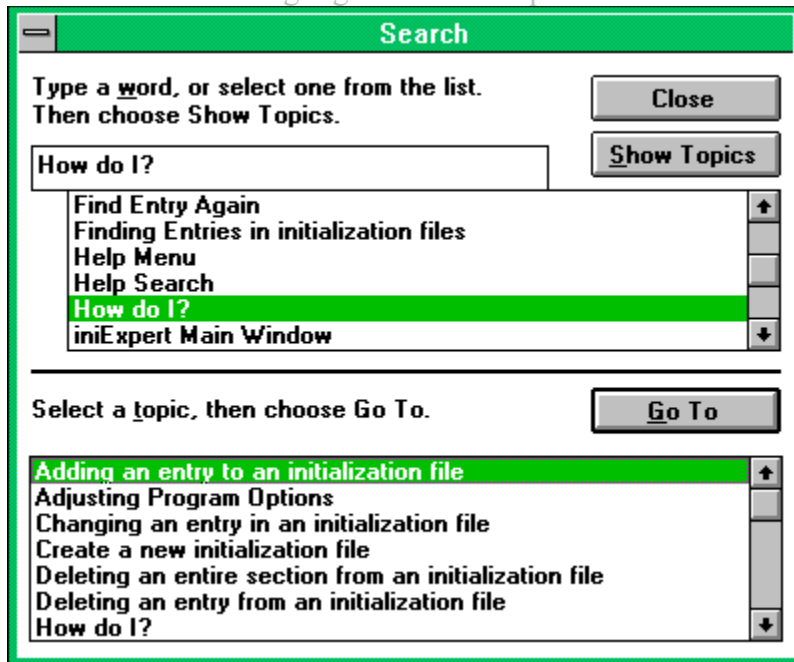 Search
Type a word, or select one from the list.
Then choose Show Topics.
Close
Show Topics
How do I?
Find Entry Again
Finding Entries in initialization files
Help Menu
Help Search
How do I?
iniExpert Main Window
Select a topic, then choose Go To.
Go To
Adding an entry to an initialization file
Adjusting Program Options
Changing an entry in an initialization file
Create a new initialization file
Deleting an entire section from an initialization file
Deleting an entry from an initialization file
How do I?